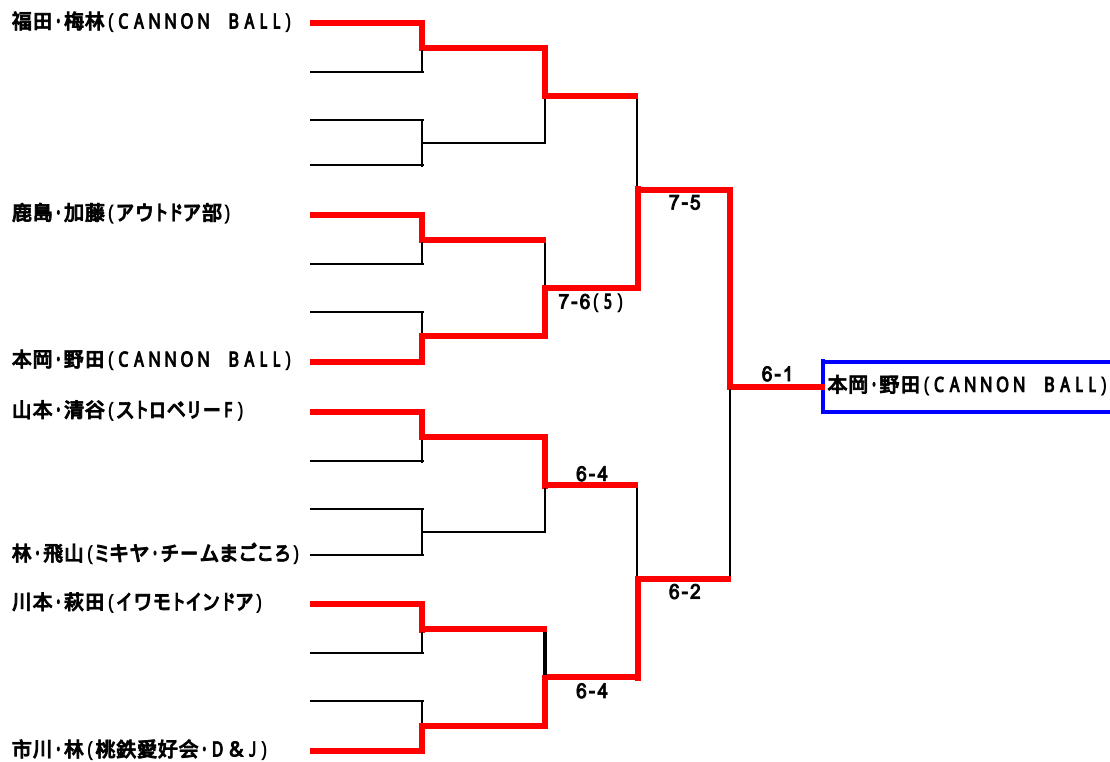 福田・梅林(CANNON BALL)
7-5
鹿島・加藤(アウトドア部)
7-6(5)
本岡・野田(CANNON BALL)
6-1
本岡・野田(CANNON BALL)
山本・清谷(ストロベリーF)
6-4
林・飛山(ミキヤ・チームまごころ)
6-2
川本・萩田(イワモトインドア)
6-4
市川・林(桃鉄愛好会・D&J)